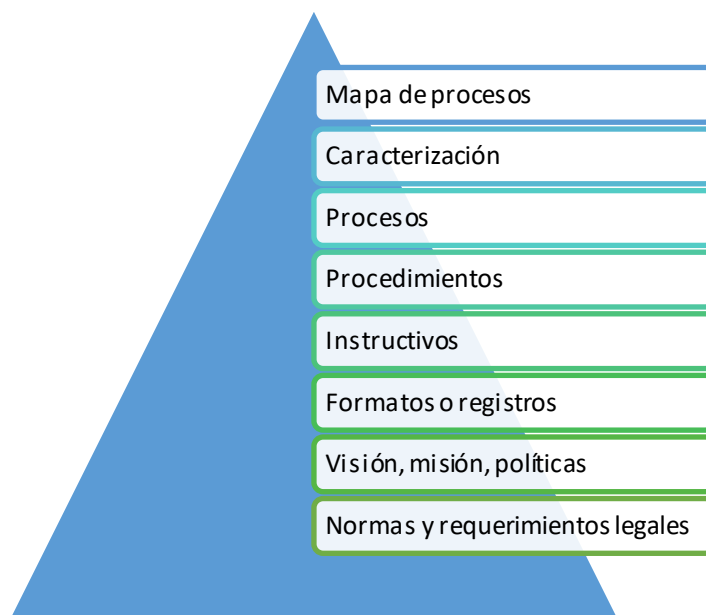 Mapa de procesos
Caracterización
Procesos
Procedimientos
Instructivos
Formatos o registros
Visión, misión, políticas
Normas y requerimientos legales